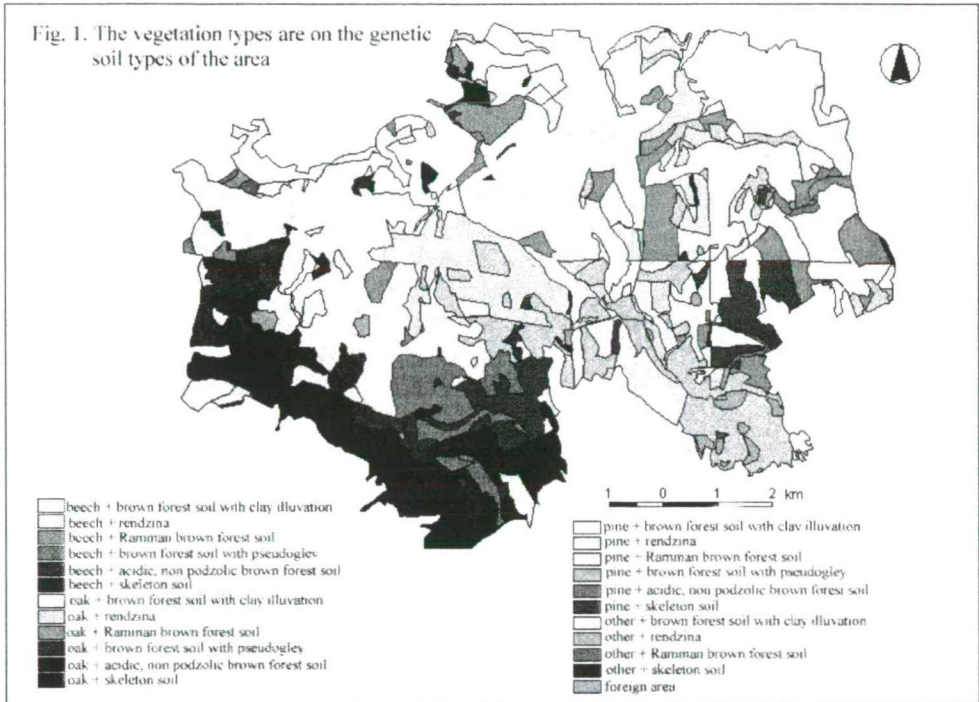 Fig. 1. The vegetation types are on the genetic
soil types of the area
1 0 1 2 km
beech + brown forest soil with clay illuvation
beech + rendzina
beech + Ramman brown forest soil
beech + brown forest soil with pseudogley
beech + acidic, non podzolic brown forest soil
beech + skeleton soil
oak + brown forest soil with clay illuvation
oak + rendzina
oak + Ramman brown forest soil
oak + brown forest soil with pseudogley
oak + acidic, non podzolic brown forest soil
oak + skeleton soil
pine + brown forest soil with clay illuvation
pine + rendzina
pine + Ramman brown forest soil
pine + brown forest soil with pseudogley
pine + acidic, non podzolic brown forest soil
pine + skeleton soil
other + brown forest soil with clay illuvation
other + rendzina
other + Ramman brown forest soil
other + skeleton soil
foreign area